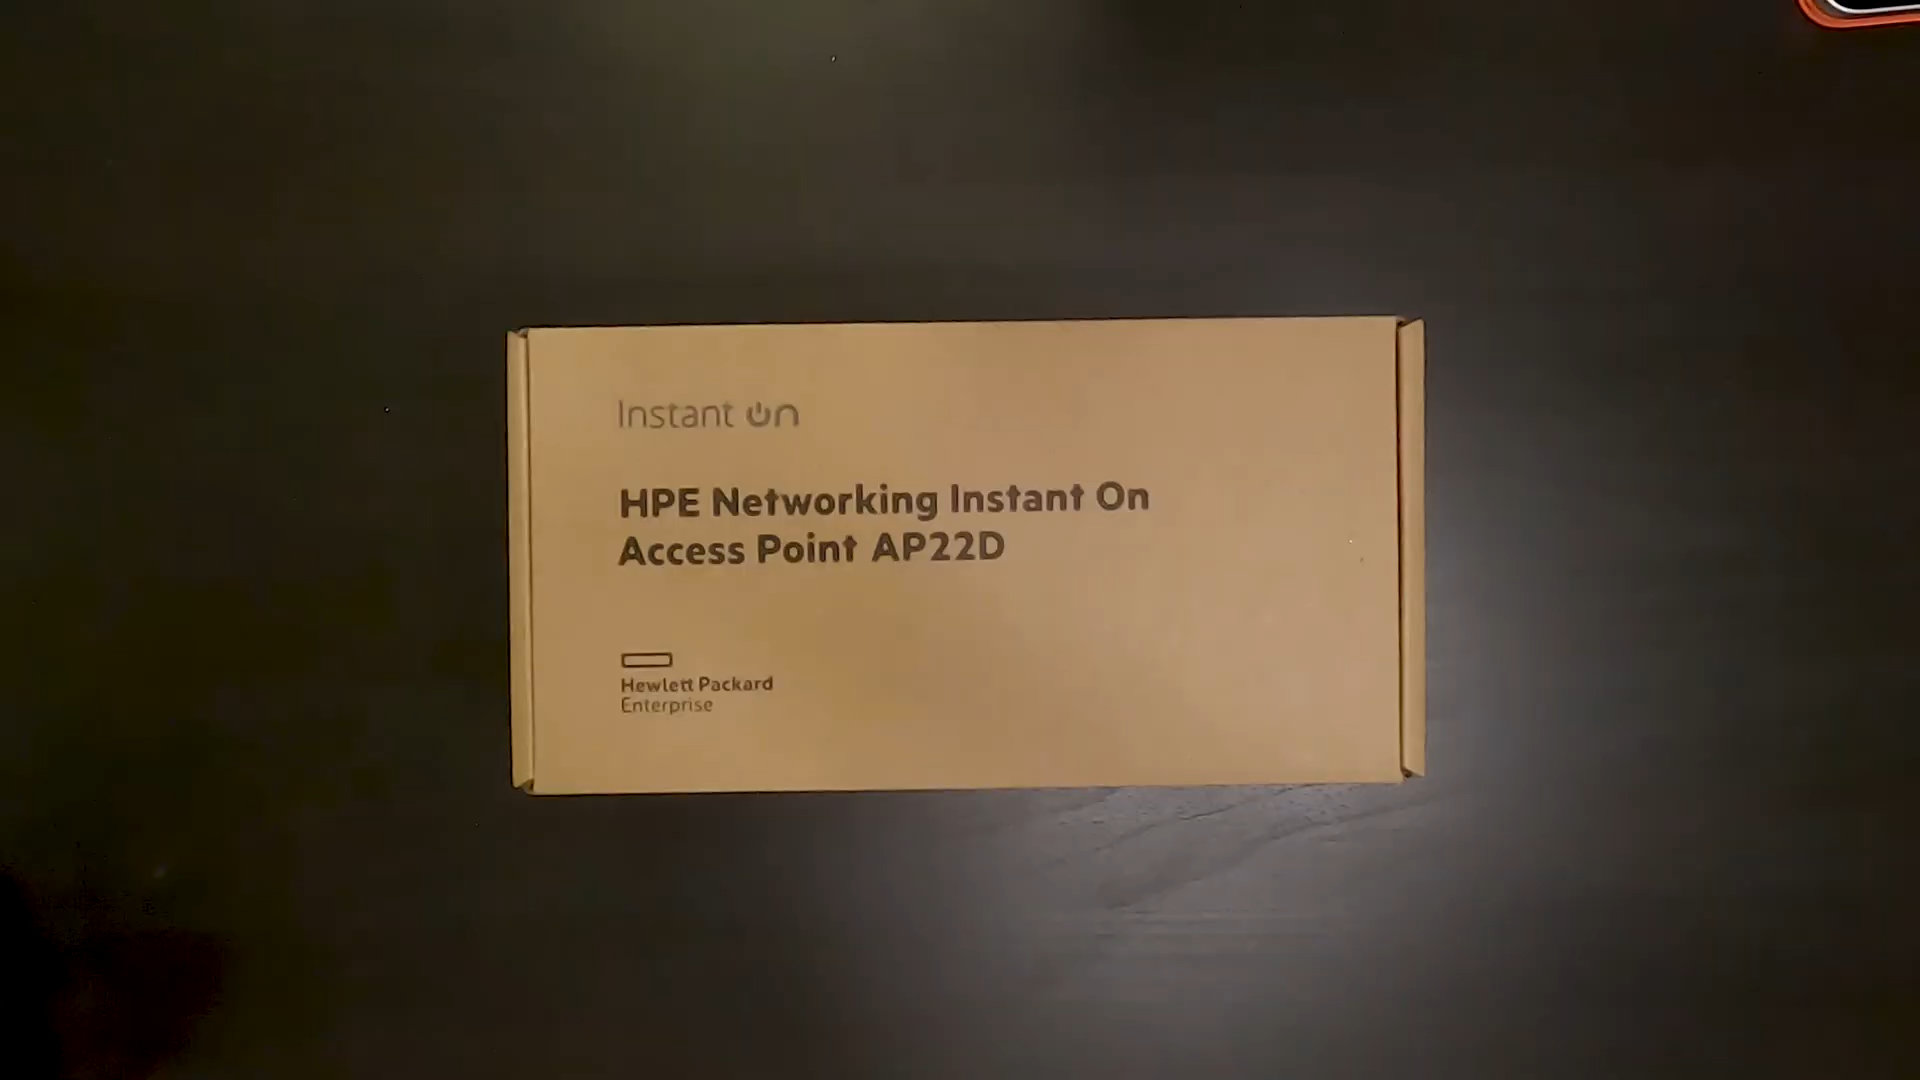 Instant On
HPE Networking Instant On
Access Point AP22D
Hewlett Packard
Enterprise